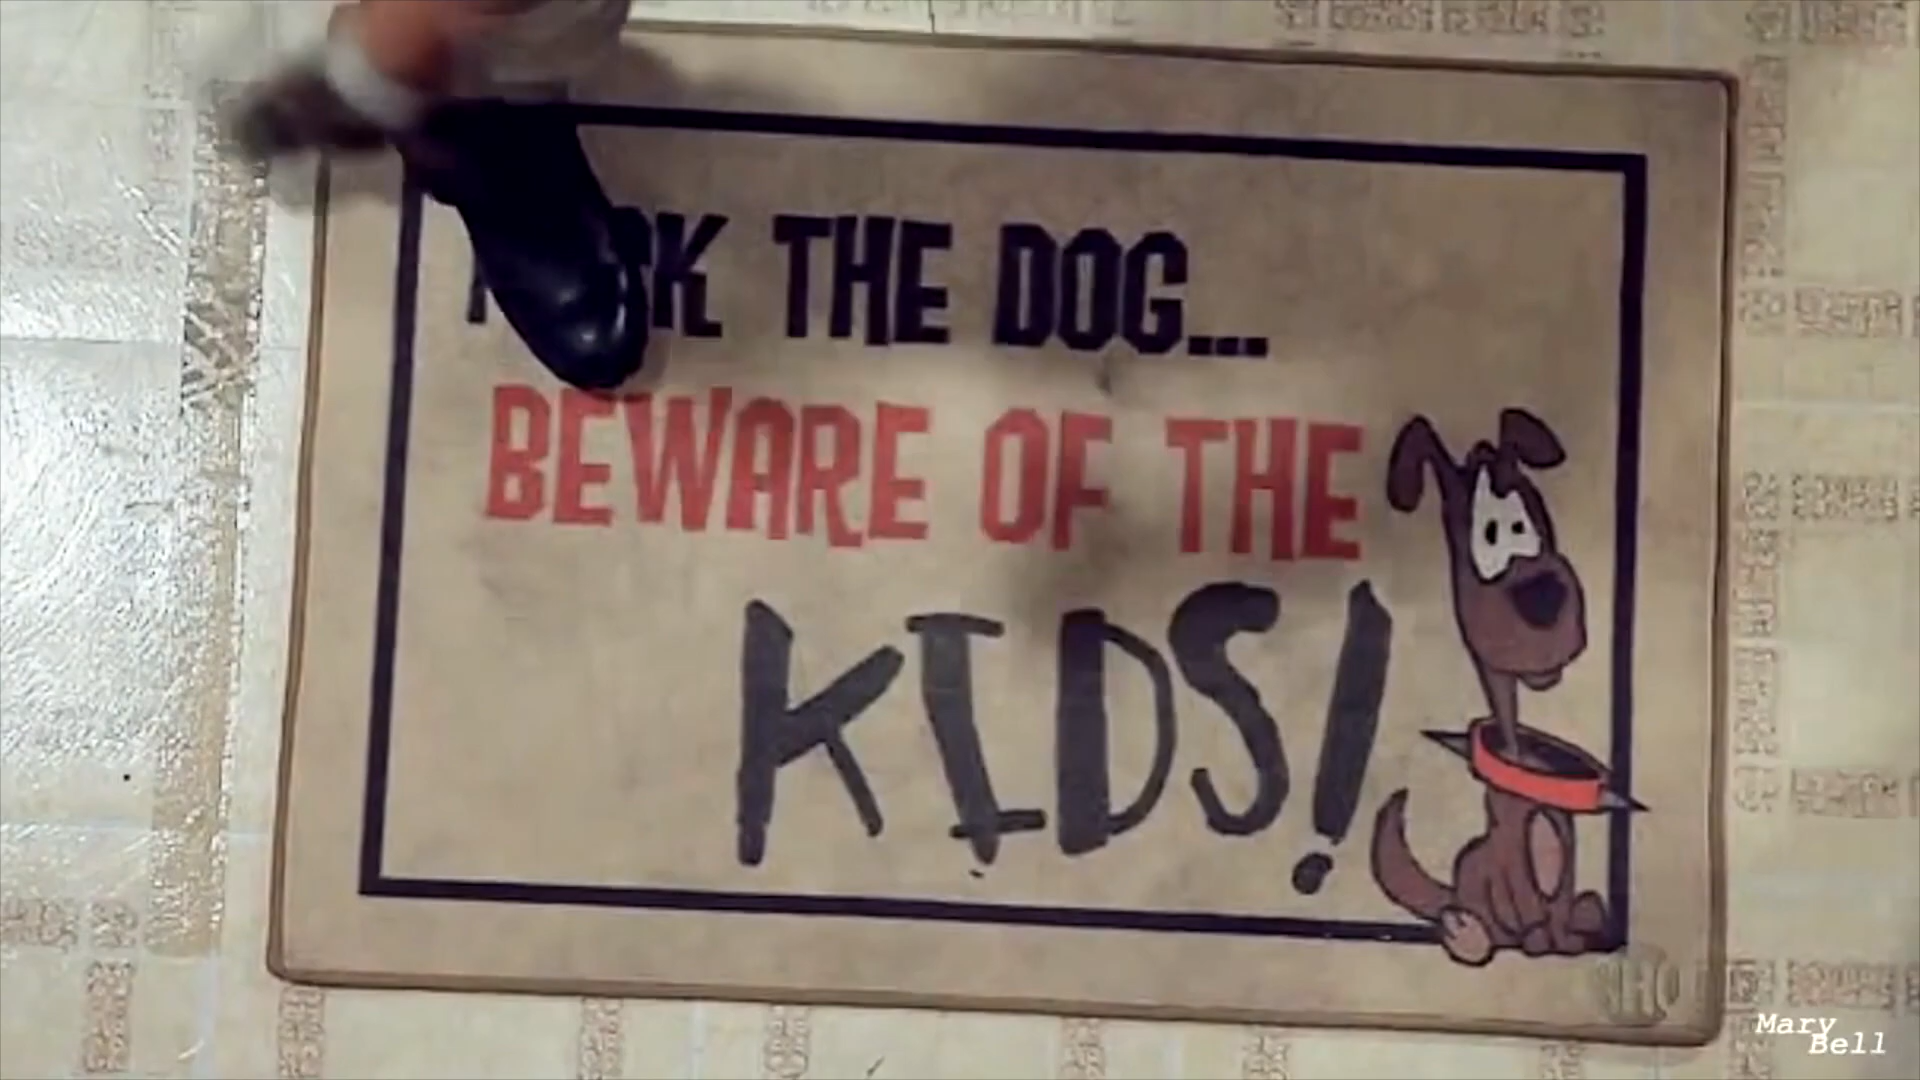 THE DOG...
BEWARE OF THE
KIDS!
Mary
Bell